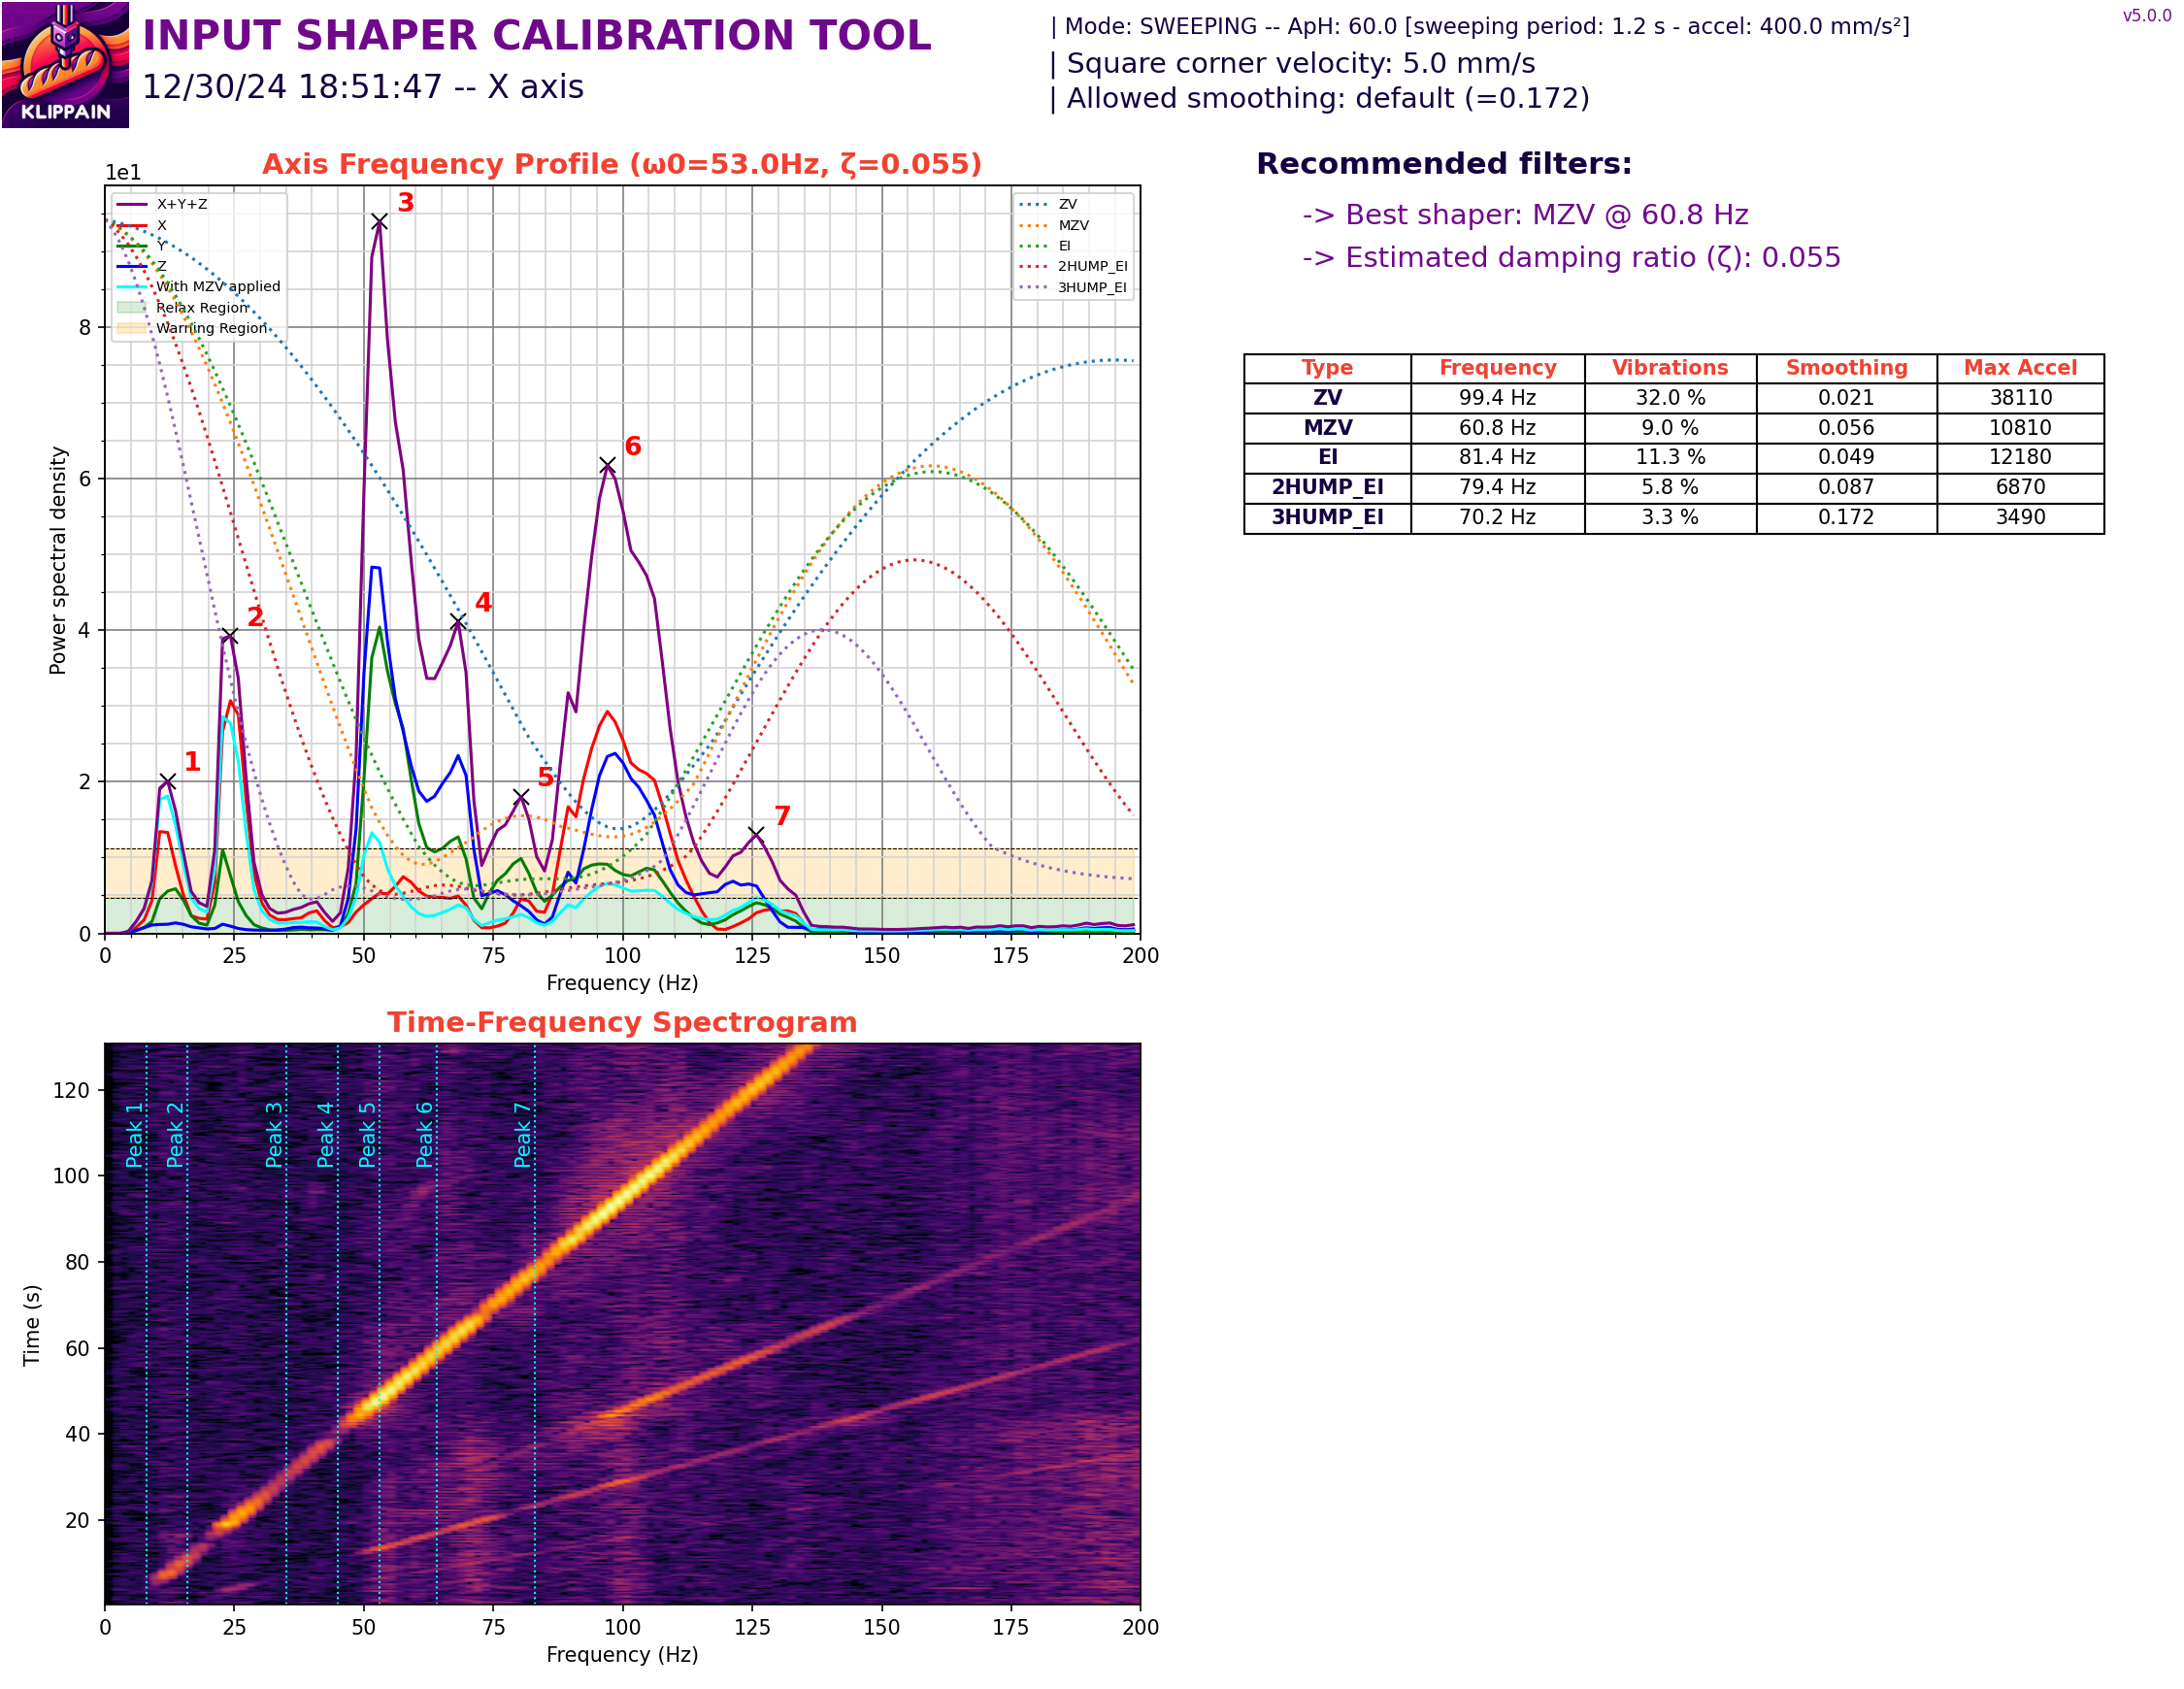 KLIPPAIN
INPUT SHAPER CALIBRATION TOOL
12/30/24 18:51:47 -- X axis
| Mode: SWEEPING -- ApH: 60.0 [sweeping period: 1.2 s - accel: 400.0 mm/s²]
| Square corner velocity: 5.0 mm/s
| Allowed smoothing: default (=0.172)
v5.0.0
Axis Frequency Profile (ω0=53.0Hz, ζ=0.055)
1e1
X+Y+Z
X
Y
Z
With MZV applied
Relax Region
Warning Region
ZV
MZV
EI
2HUMP_EI
3HUMP_EI
1
2
3
4
5
6
7
Power spectral density
8
6
4
2
0
0 25 50 75 100 125 150 175 200
Frequency (Hz)
Recommended filters:
-> Best shaper: MZV @ 60.8 Hz
-> Estimated damping ratio (ζ): 0.055
Type Frequency Vibrations Smoothing Max Accel
ZV 99.4 Hz 32.0 % 0.021 38110
MZV 60.8 Hz 9.0 % 0.056 10810
EI 81.4 Hz 11.3 % 0.049 12180
2HUMP_EI 79.4 Hz 5.8 % 0.087 6870
3HUMP_EI 70.2 Hz 3.3 % 0.172 3490
Time-Frequency Spectrogram
Time (s)
120
100
80
60
40
20
Peak 1
Peak 2
Peak 3
Peak 4
Peak 5
Peak 6
Peak 7
0 25 50 75 100 125 150 175 200
Frequency (Hz)